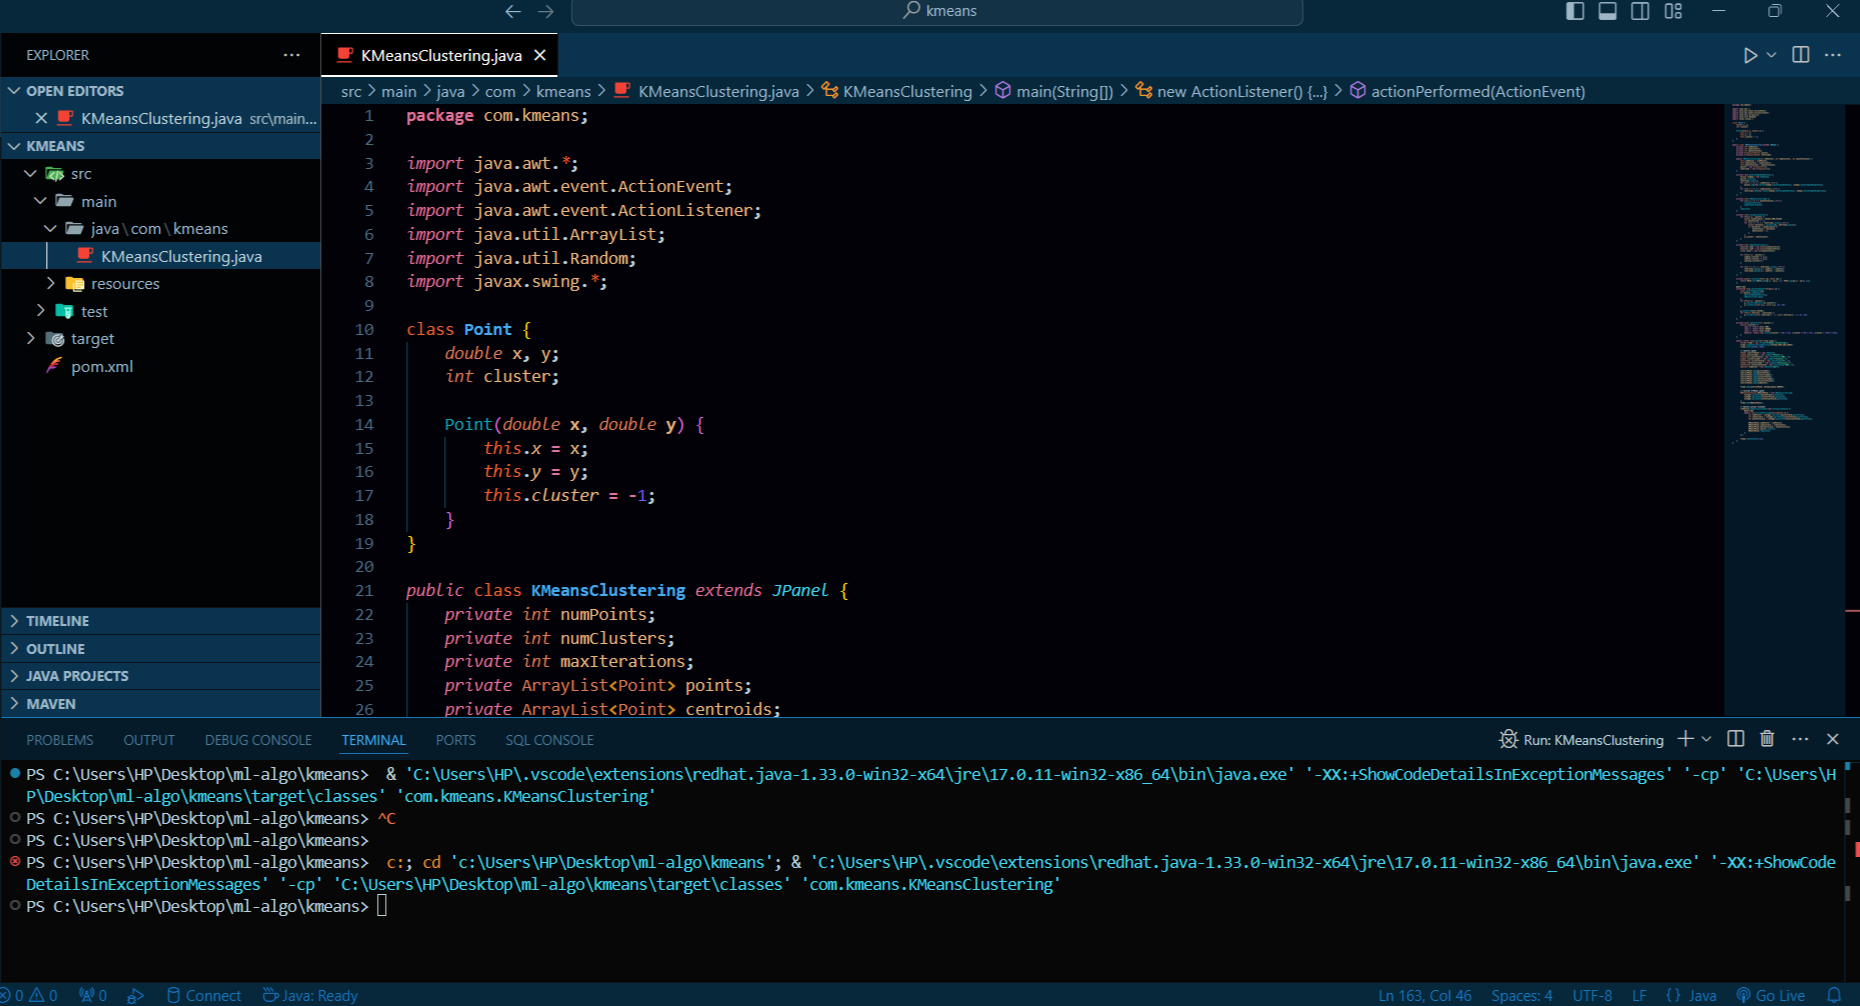 kmeans
EXPLORER
KMeansClustering.java
OPEN EDITORS
KMeansClustering.java src\main...
KMEANS
src
main
java\com\kmeans
KMeansClustering.java
resources
test
target
pom.xml
TIMELINE
OUTLINE
JAVA PROJECTS
MAVEN
src > main > java > com > kmeans > KMeansClustering.java > KMeansClustering > main(String[]) > new ActionListener() {...} > actionPerformed(ActionEvent)
1 package com.kmeans;
2
3 import java.awt.*;
4 import java.awt.event.ActionEvent;
5 import java.awt.event.ActionListener;
6 import java.util.ArrayList;
7 import java.util.Random;
8 import javax.swing.*;
9
10 class Point {
11 double x, y;
12 int cluster;
13
14 Point(double x, double y) {
15 this.x = x;
16 this.y = y;
17 this.cluster = -1;
18 }
19 }
20
21 public class KMeansClustering extends JPanel {
22 private int numPoints;
23 private int numClusters;
24 private int maxIterations;
25 private ArrayList<Point> points;
26 private ArrayList<Point> centroids;
PROBLEMS OUTPUT DEBUG CONSOLE TERMINAL PORTS SQL CONSOLE
Run: KMeansClustering
PS C:\Users\HP\Desktop\ml-algo\kmeans> & 'C:\Users\HP\.vscode\extensions\redhat.java-1.33.0-win32-x64\jre\17.0.11-win32-x86_64\bin\java.exe' '-XX:+ShowCodeDetailsInExceptionMessages' '-cp' 'C:\Users\H
P\Desktop\ml-algo\kmeans\target\classes' 'com.kmeans.KMeansClustering'
PS C:\Users\HP\Desktop\ml-algo\kmeans> ^C
PS C:\Users\HP\Desktop\ml-algo\kmeans>
PS C:\Users\HP\Desktop\ml-algo\kmeans> c:; cd 'c:\Users\HP\Desktop\ml-algo\kmeans'; & 'C:\Users\HP\.vscode\extensions\redhat.java-1.33.0-win32-x64\jre\17.0.11-win32-x86_64\bin\java.exe' '-XX:+ShowCode
DetailsInExceptionMessages' '-cp' 'C:\Users\HP\Desktop\ml-algo\kmeans\target\classes' 'com.kmeans.KMeansClustering'
PS C:\Users\HP\Desktop\ml-algo\kmeans>
0 0 0 Connect Java: Ready
Ln 163, Col 46 Spaces: 4 UTF-8 LF {} Java Go Live